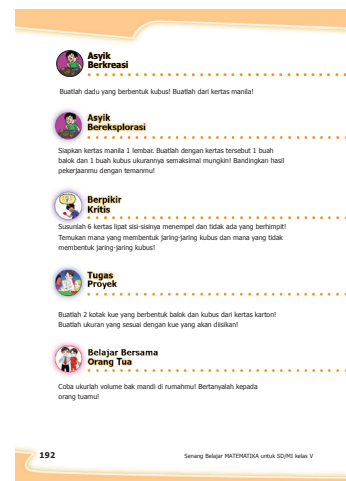 Asyik
Berkreasi
Buatlah dadu yang berbentuk kubus! Buatlah dari kertas manila!
Asyik
Bereksplorasi
Siapkan kertas manila 1 lembar. Buatlah dengan kertas tersebut 1 buah
balok dan 1 buah kubus ukurannya semaksimal mungkin! Bandingkan hasil
pekerjaanmu dengan temanmu!
Berpikir
Kritis
Susunlah 6 kertas lipat sisi-sisinya menempel dan tidak ada yang berhimpit!
Temukan mana yang membentuk jaring-jaring kubus dan mana yang tidak
membentuk jaring-jaring kubus!
Tugas
Proyek
Buatlah 2 kotak kue yang berbentuk balok dan kubus dari kertas karton!
Buatlah ukuran yang sesuai dengan kue yang akan diisikan!
Belajar Bersama
Orang Tua
Coba ukurlah volume bak mandi di rumahmu! Bertanyalah kepada
orang tuamu!
192
Senang Belajar MATEMATIKA untuk SD/MI kelas V